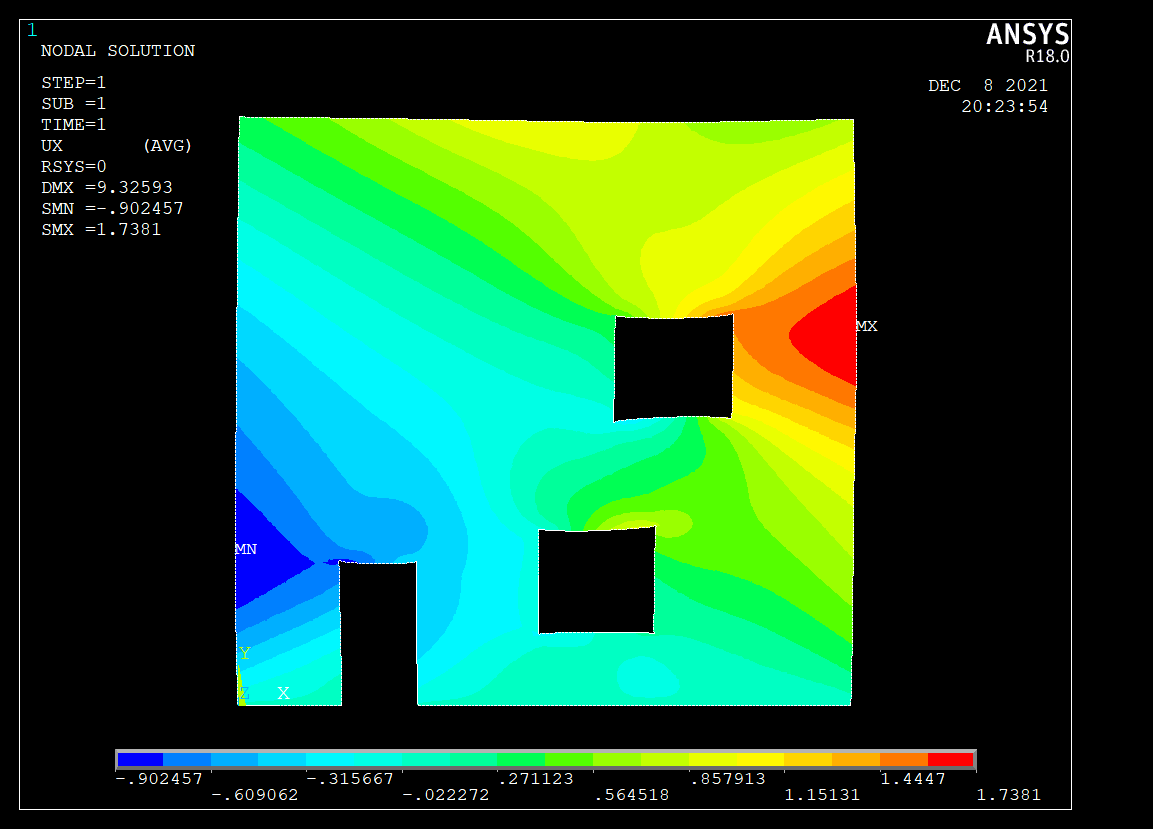 1
ANSYS
R18.0
NODAL SOLUTION
DEC  8 2021
20:23:54
STEP=1
SUB =1
TIME=1
UX       (AVG)
RSYS=0
DMX =9.32593
SMN =-.902457
SMX =1.7381
MX
MN
Y
Z X
-.902457 -.315667 .271123 .857913 1.4447
-.609062 -.022272 .564518 1.15131 1.7381